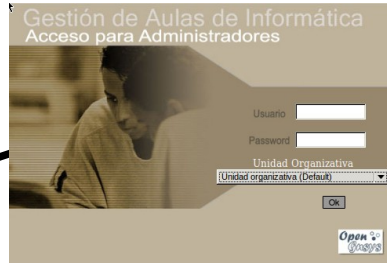 Gestión de Aulas de Informática
Acceso para Administradores
Usuario
Password
Unidad Organizativa
Unidad organizativa (Default)
Ok
Open
Gnsys